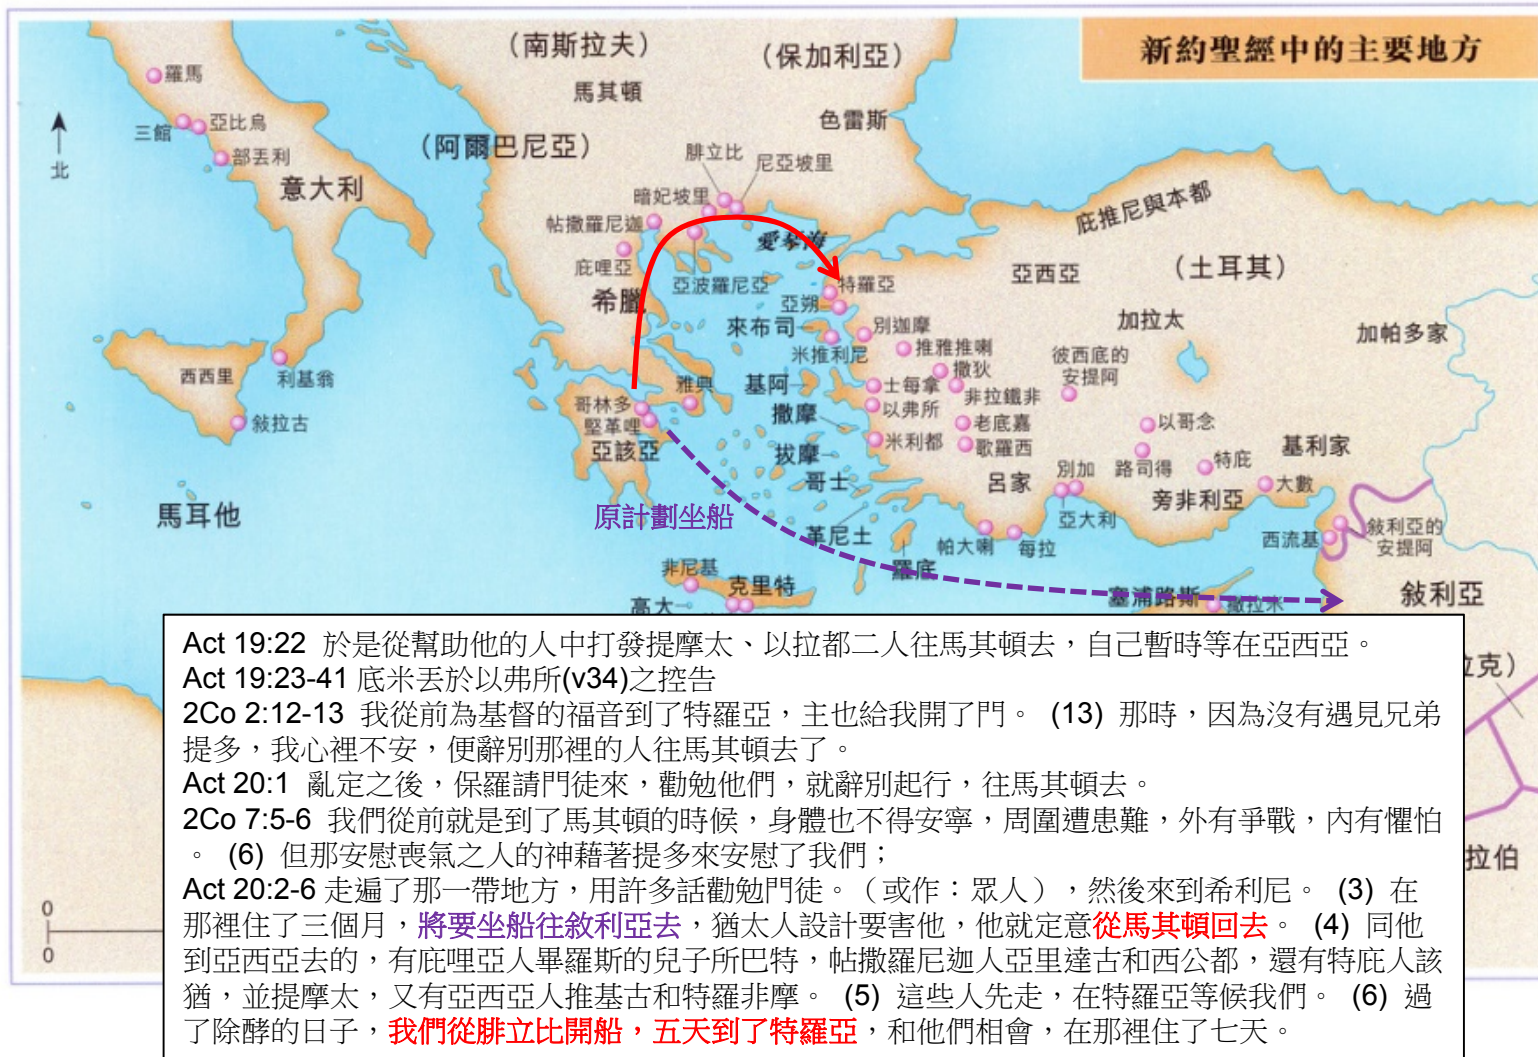 新約聖經中的主要地方
（南斯拉夫）
（保加利亞）
羅馬
馬其頓
色雷斯
三館
亞比烏
北
部丟利
（阿爾巴尼亞）
腓立比
尼亞坡里
意大利
暗妃坡里
庇推尼與本都
帖撒羅尼迦
愛琴海
庇哩亞
亞波羅尼亞
特羅亞
亞西亞
（土耳其）
希臘
亞朔
來布司
別迦摩
加拉太
加帕多家
米推利尼
推雅推喇
彼西底的
安提阿
西西里
利基翁
雅典
基阿
士每拿
撒狄
非拉鐵非
哥林多
堅革哩
撒摩
以弗所
老底嘉
以哥念
敍拉古
亞該亞
拔摩
米利都
歌羅西
路司得
特庇
基利家
哥士
呂家
別加
旁非利亞
大數
馬耳他
原計劃坐船
革尼土
亞大利
西流基
敍利亞的
安提阿
羅底
帕大喇
每拉
非尼基
克里特
高大
塞浦路斯
撒拉米
敍利亞
Act 19:22 於是從幫助他的人中打發提摩太、以拉都二人往馬其頓去，自己暫時等在亞西亞。
Act 19:23-41 底米丟於以弗所(v34)之控告
2Co 2:12-13 我從前為基督的福音到了特羅亞，主也給我開了門。 (13) 那時，因為沒有遇見兄弟
提多，我心裡不安，便辭別那裡的人往馬其頓去了。
Act 20:1 亂定之後，保羅請門徒來，勸勉他們，就辭別起行，往馬其頓去。
2Co 7:5-6 我們從前就是到了馬其頓的時候，身體也不得安寧，周圍遭患難，外有爭戰，內有懼怕
。 (6) 但那安慰喪氣之人的神藉著提多來安慰了我們；
Act 20:2-6 走遍了那一帶地方，用許多話勸勉門徒。（或作：眾人），然後來到希利尼。 (3) 在
那裡住了三個月，將要坐船往敘利亞去，猶太人設計要害他，他就定意從馬其頓回去。 (4) 同他
到亞西亞去的，有庇哩亞人畢羅斯的兒子所巴特，帖撒羅尼迦人亞里達古和西公都，還有特庇人該
猶，並提摩太，又有亞西亞人推基古和特羅非摩。 (5) 這些人先走，在特羅亞等候我們。 (6) 過
了除酵的日子，我們從腓立比開船，五天到了特羅亞，和他們相會，在那裡住了七天。
拉克）
拉伯
0
0